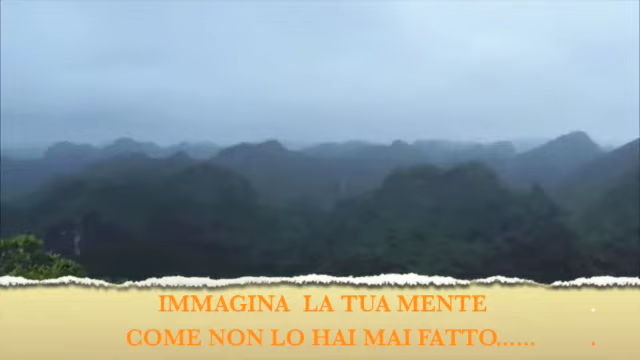 IMMAGINA LA TUA MENTE
COME NON LO HAI MAI FATTO......